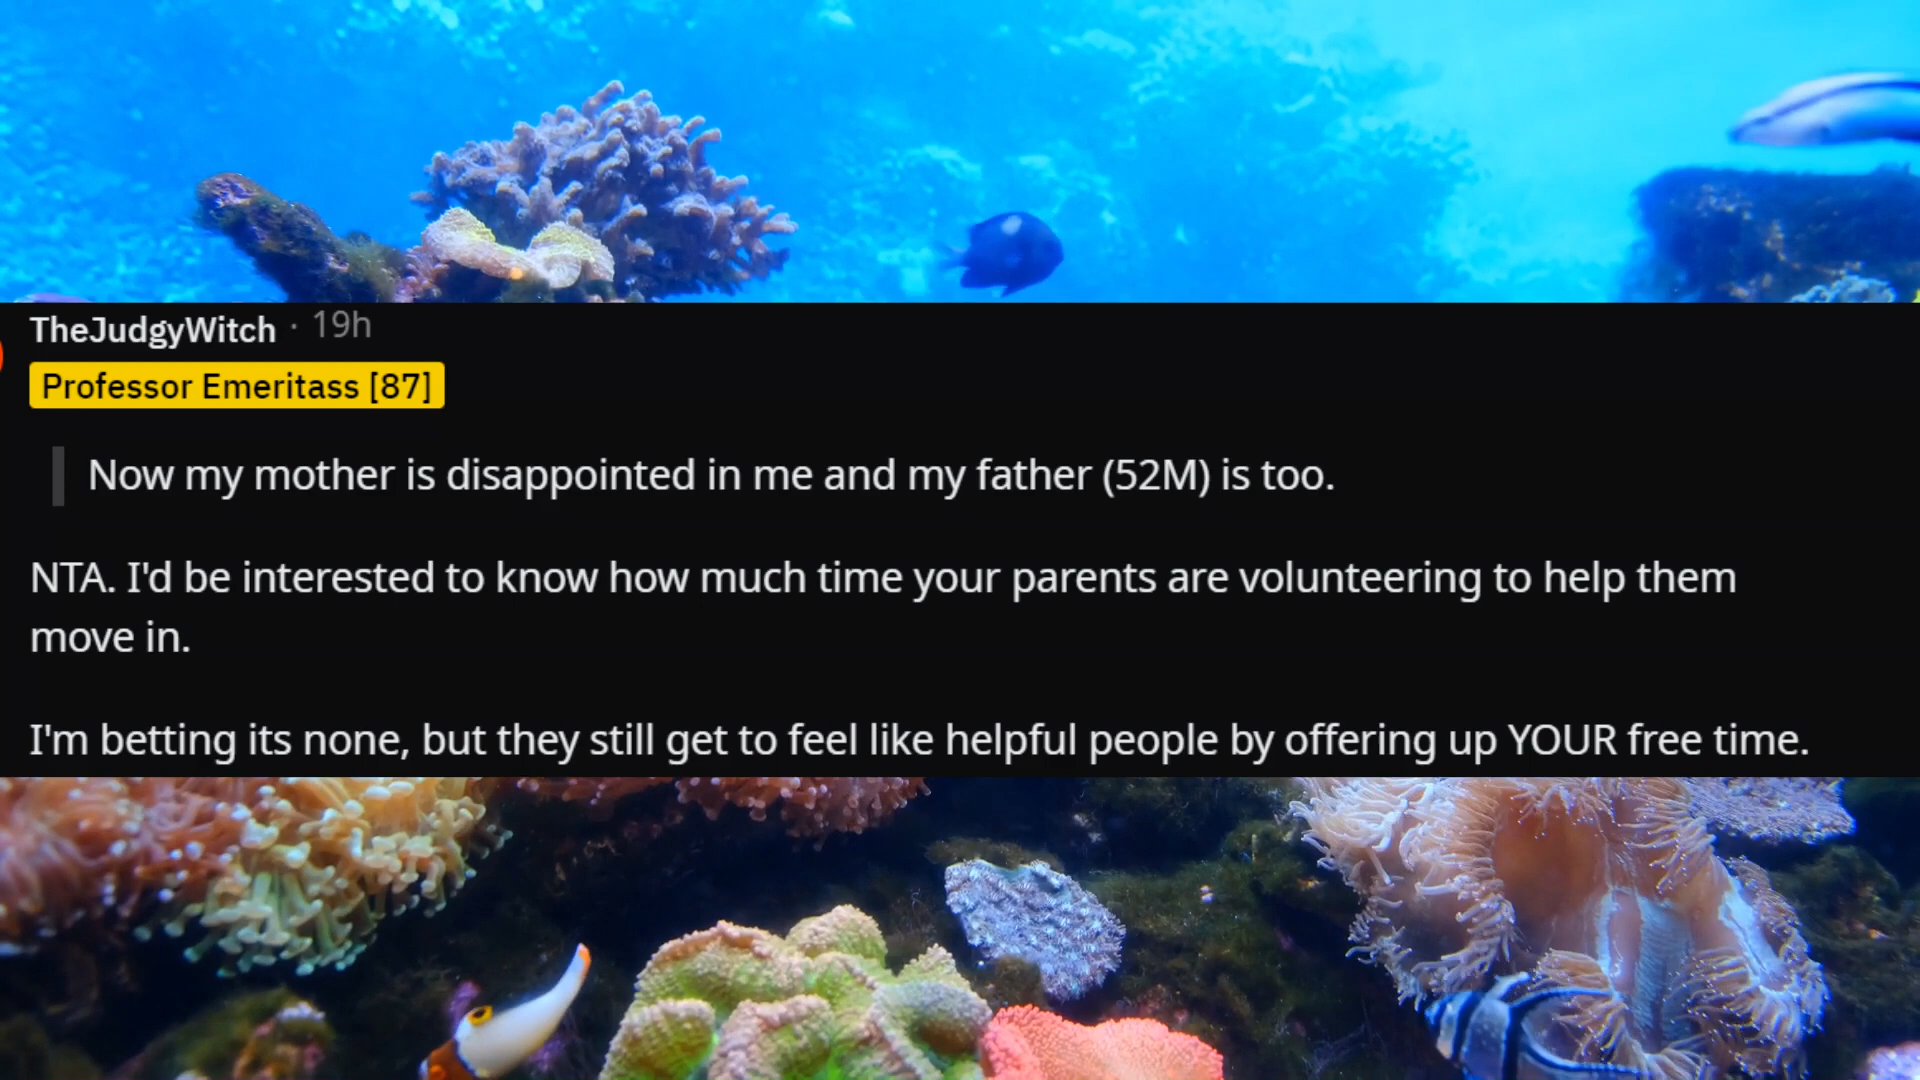 TheJudgyWitch · 19h
Professor Emeritass [87]
Now my mother is disappointed in me and my father (52M) is too.
NTA. I'd be interested to know how much time your parents are volunteering to help them
move in.
I'm betting its none, but they still get to feel like helpful people by offering up YOUR free time.